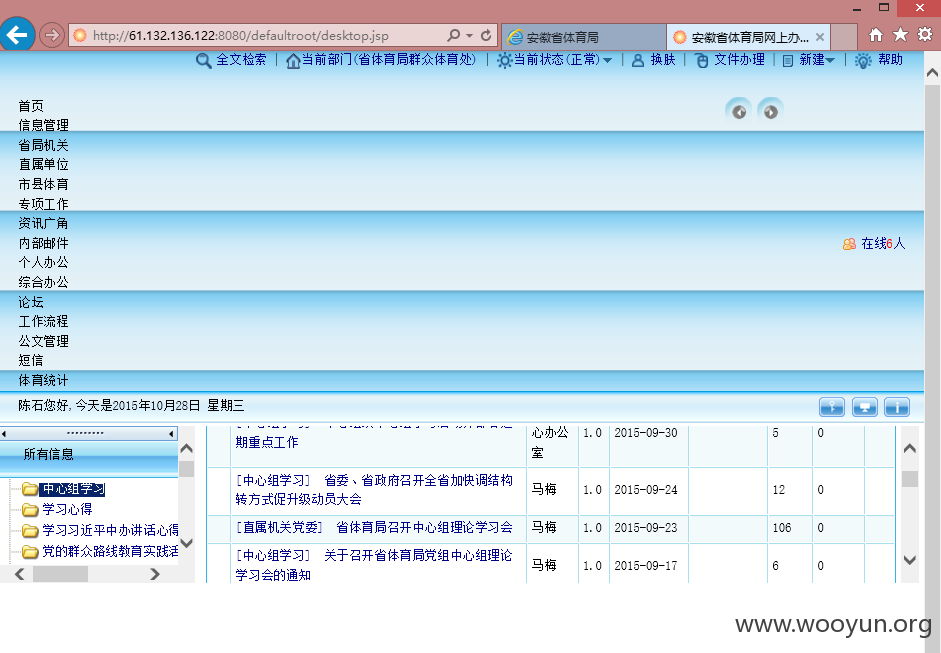 http://61.132.136.122:8080/defaultroot/desktop.jsp
安徽省体育局
安徽省体育局网上办...
全文检索
当前部门(省体育局群众体育处)
当前状态(正常)
换肤
文件办理
新建
帮助
首页
信息管理
省局机关
直属单位
市县体育
专项工作
资讯广角
内部邮件
个人办公
综合办公
论坛
工作流程
公文管理
短信
体育统计
在线6人
陈石您好,今天是2015年10月28日 星期三
所有信息
中心组学习
学习心得
学习习近平中办讲话心得
党的群众路线教育实践活
期重点工作
心办公室
1.0
2015-09-30
5
0
[中心组学习] 省委、省政府召开全省加快调结构
转方式促升级动员大会
马梅
1.0
2015-09-24
12
0
[直属机关党委] 省体育局召开中心组理论学习会
马梅
1.0
2015-09-23
106
0
[中心组学习] 关于召开省体育局党组中心组理论
学习会的通知
马梅
1.0
2015-09-17
6
0
www.wooyun.org